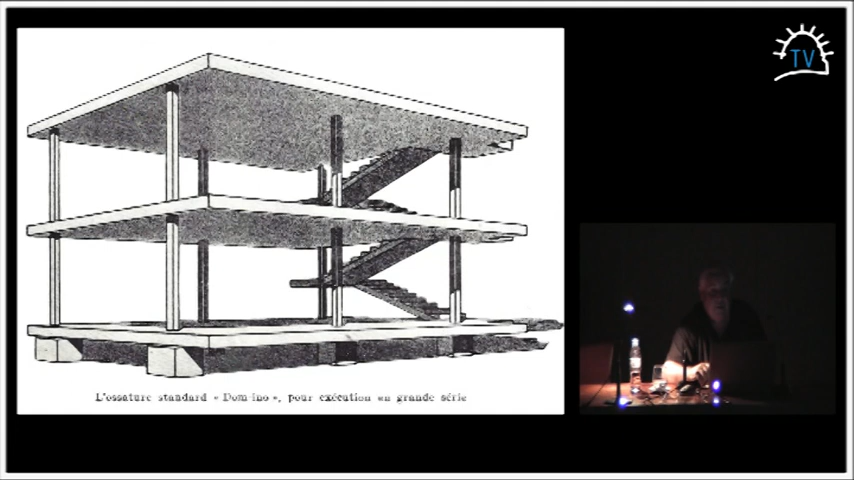 TV
L'ossature standard « Dom-ino », pour exécution en grande série